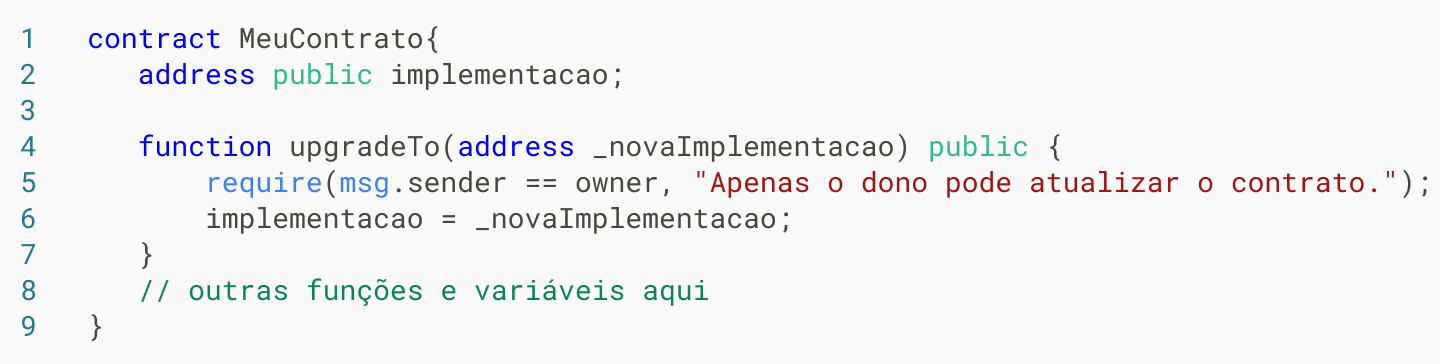 1 contract MeuContrato{
2 address public implementacao;
3
4 function upgradeTo(address _novaImplementacao) public {
5 require(msg.sender == owner, "Apenas o dono pode atualizar o contrato.");
6 implementacao = _novaImplementacao;
7 }
8 // outras funções e variáveis aqui
9 }